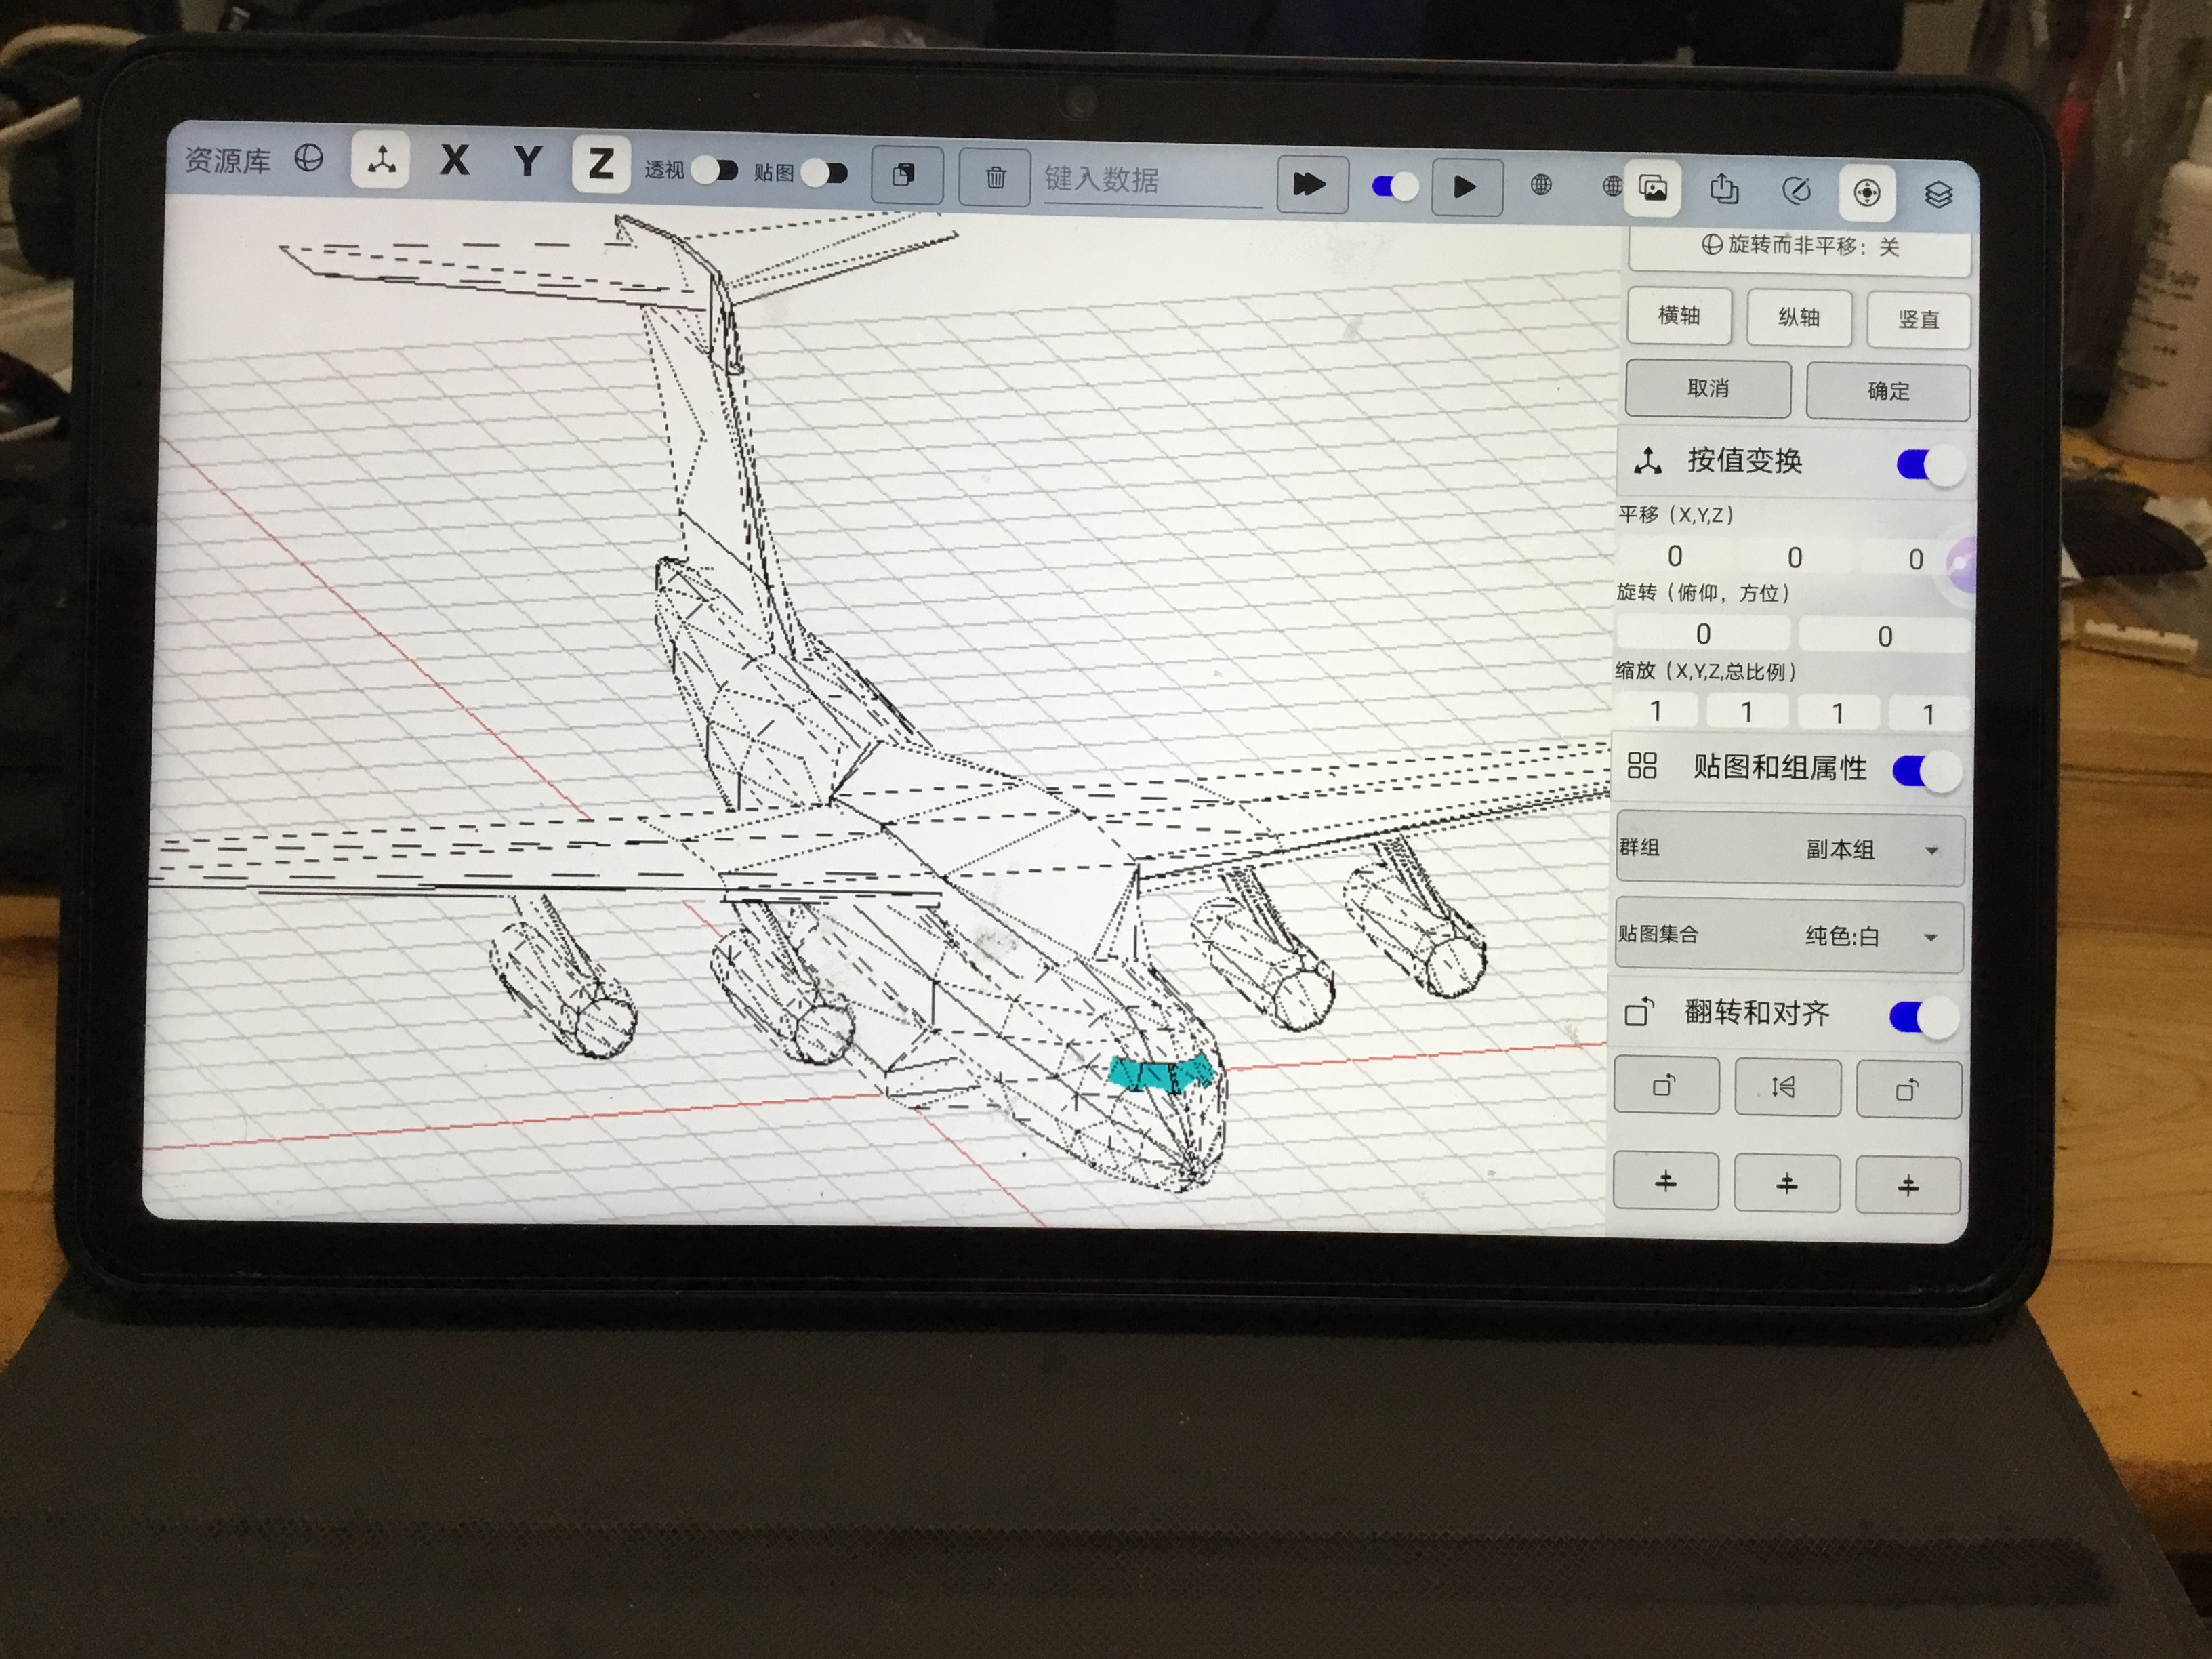 资源库 X Y Z 透视 贴图 键入数据
旋转而非平移：关
横轴 纵轴 竖直
取消 确定
按值变换
平移（X,Y,Z）
0 0 0
旋转（俯仰，方位）
0 0
缩放（X,Y,Z,总比例）
1 1 1 1
贴图和组属性
群组 副本组
贴图集合 纯色:白
翻转和对齐